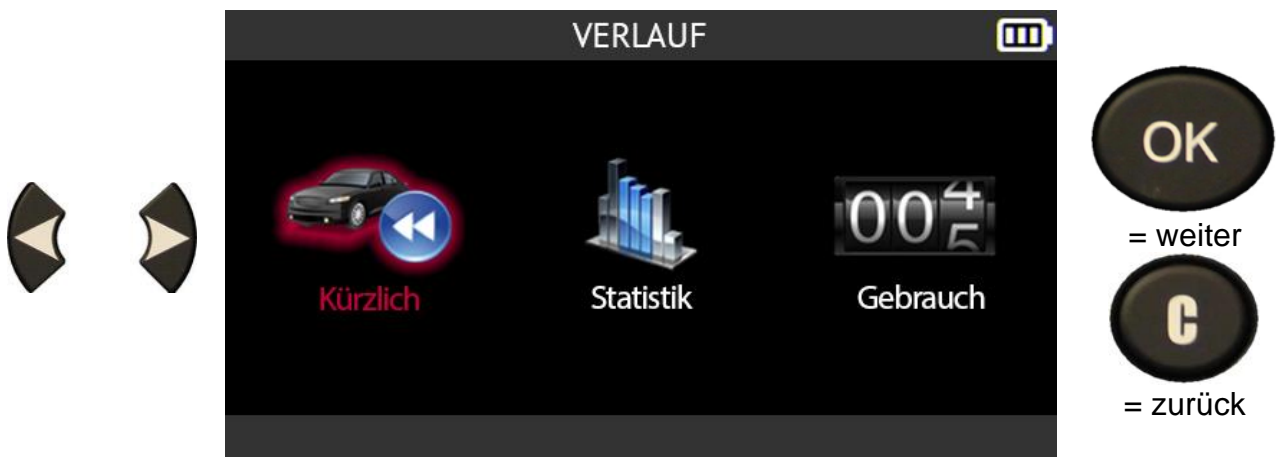 VERLAUF
OK
= weiter
Kürzlich
Statistik
Gebrauch
C
= zurück